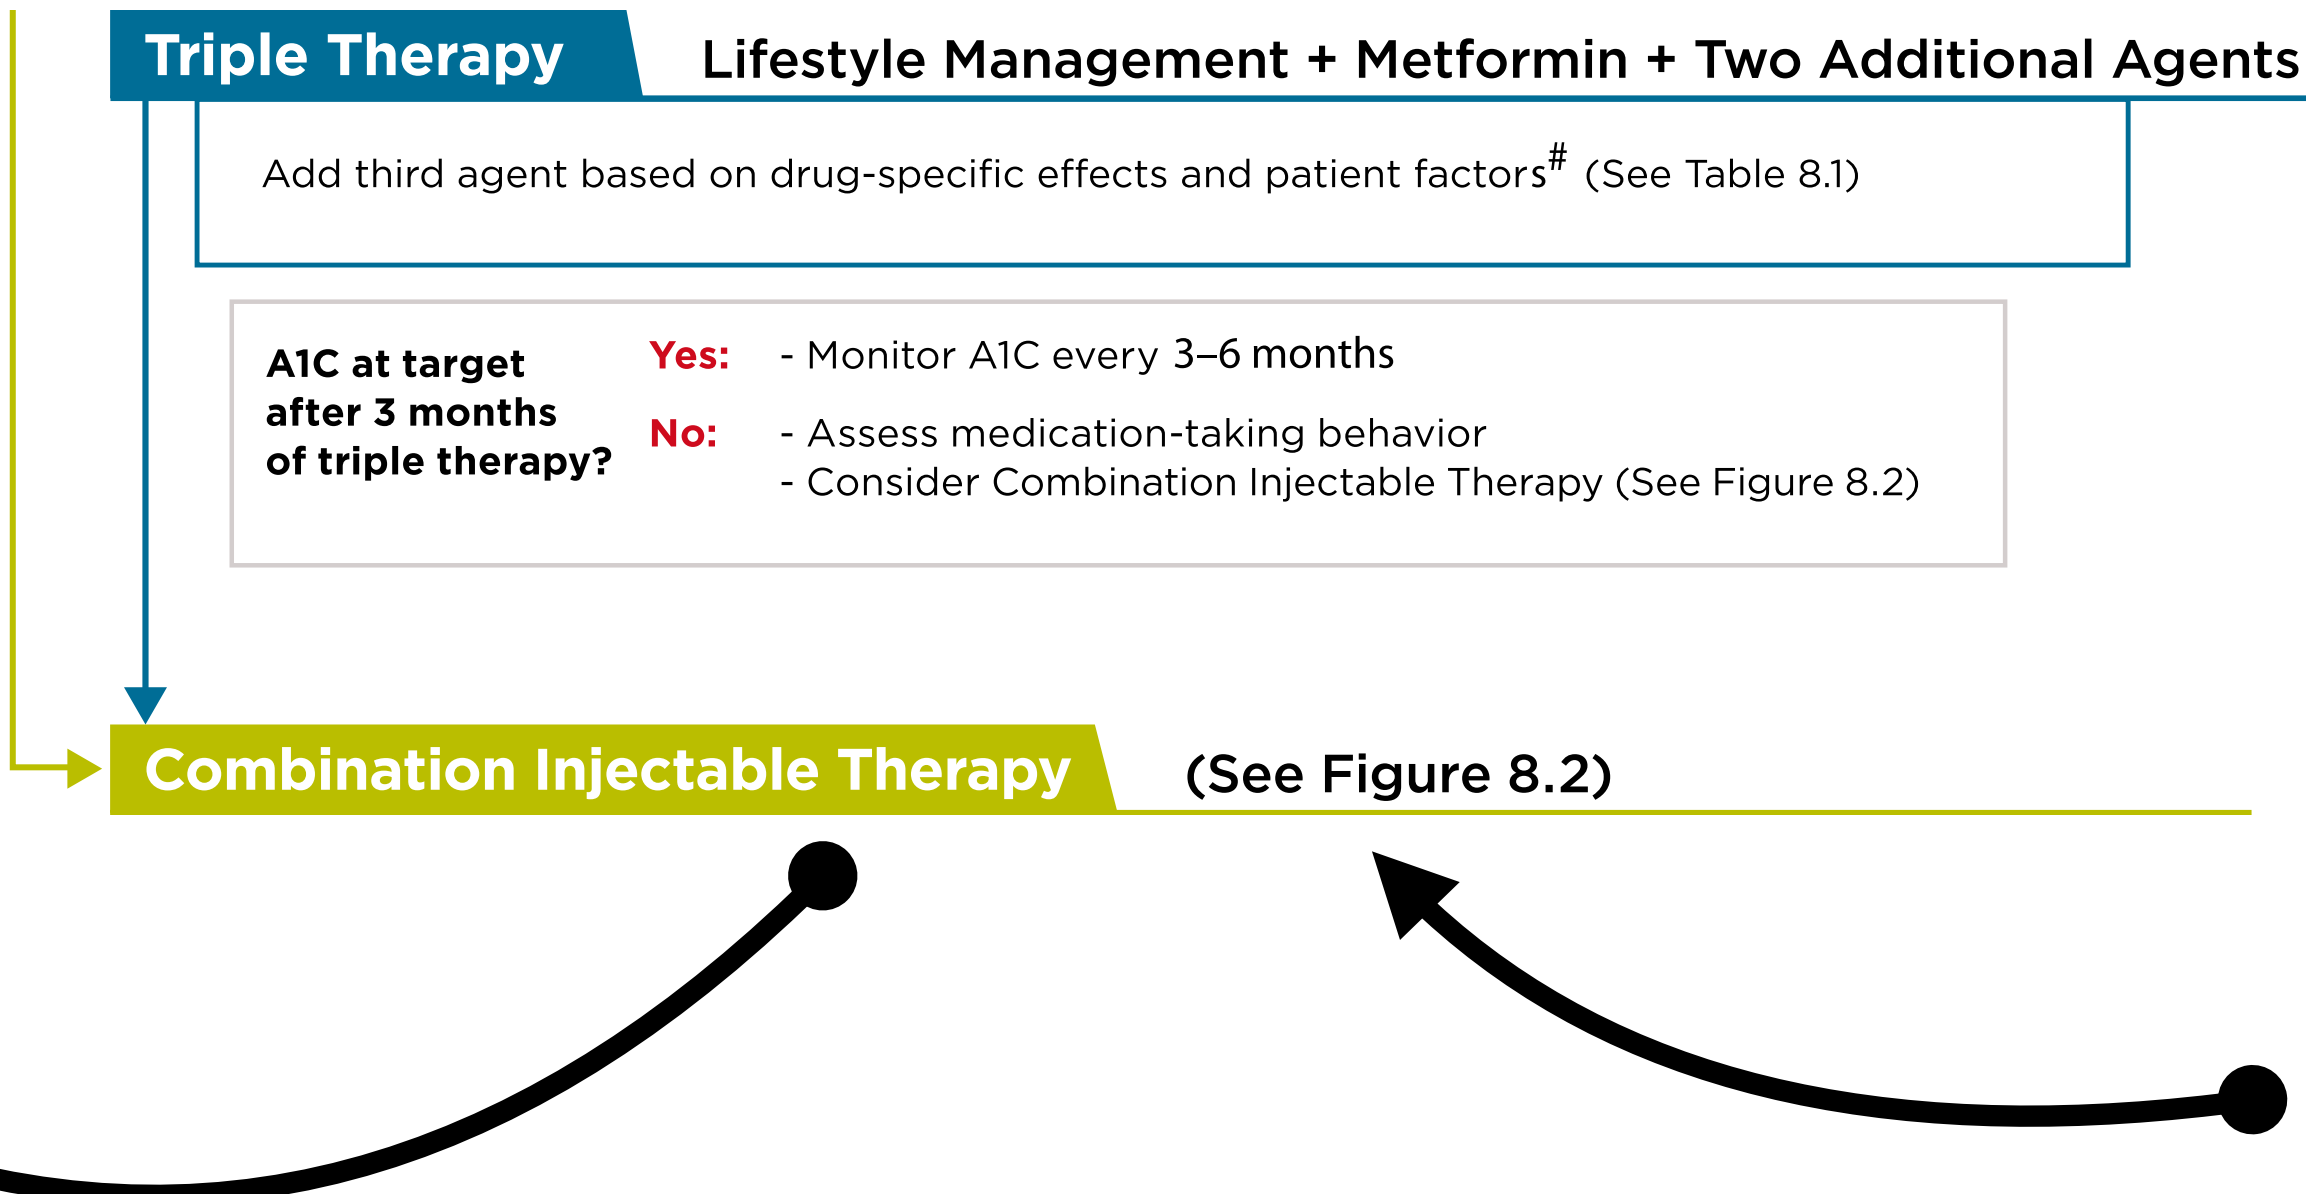 Triple Therapy Lifestyle Management + Metformin + Two Additional Agents
Add third agent based on drug-specific effects and patient factors# (See Table 8.1)
A1C at target
after 3 months
of triple therapy?
Yes: - Monitor A1C every 3–6 months
No: - Assess medication-taking behavior
- Consider Combination Injectable Therapy (See Figure 8.2)
Combination Injectable Therapy (See Figure 8.2)